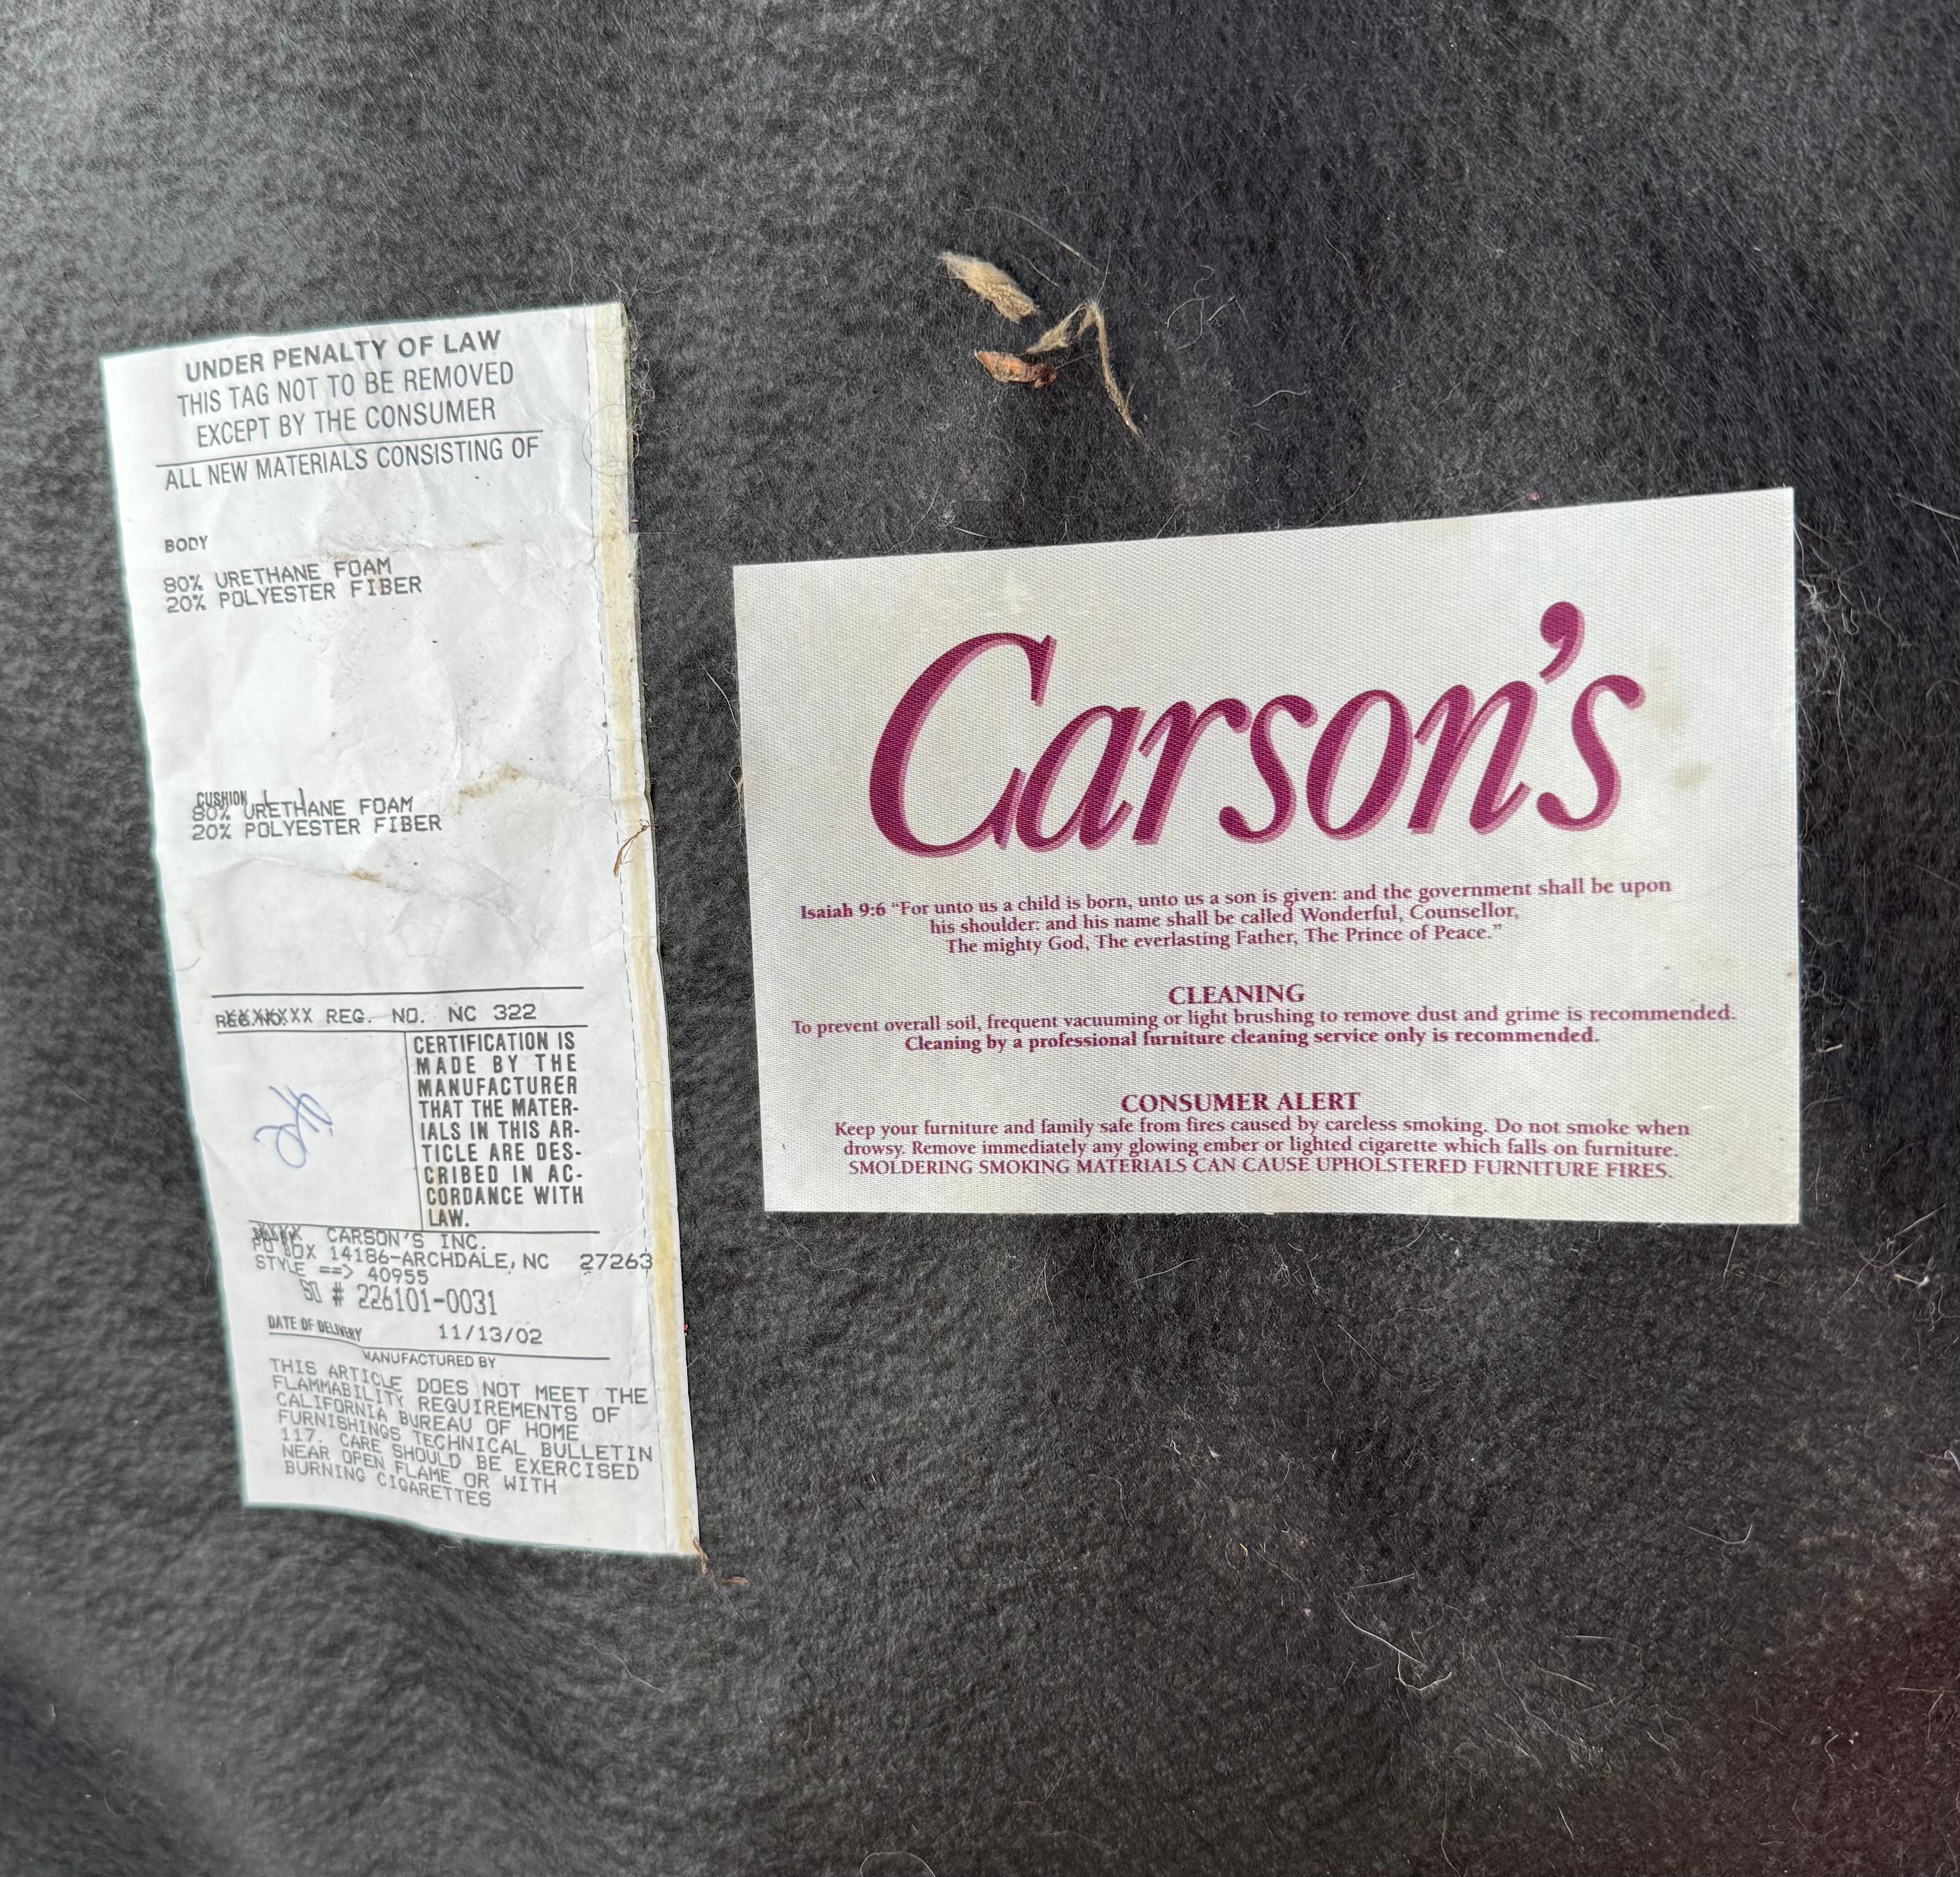 UNDER PENALTY OF LAW
THIS TAG NOT TO BE REMOVED
EXCEPT BY THE CONSUMER
ALL NEW MATERIALS CONSISTING OF
BODY
80% URETHANE FOAM
20% POLYESTER FIBER
CUSHION
80% URETHANE FOAM
20% POLYESTER FIBER
REG. NO. XXXXXXX REG. NO. NC 322
CERTIFICATION IS
MADE BY THE
MANUFACTURER
THAT THE MATER-
IALS IN THIS AR-
TICLE ARE DES-
CRIBED IN AC-
CORDANCE WITH
LAW.
CARSON'S INC.
PO BOX 14186-ARCHDALE, NC 27263
STYLE ==> 40955
SO # 226101-0031
DATE OF DELIVERY 11/13/02
MANUFACTURED BY
THIS ARTICLE DOES NOT MEET THE
FLAMMABILITY REQUIREMENTS OF
CALIFORNIA BUREAU OF HOME
FURNISHINGS TECHNICAL BULLETIN
117. CARE SHOULD BE EXERCISED
NEAR OPEN FLAME OR WITH
BURNING CIGARETTES
Carson's
Isaiah 9:6 “For unto us a child is born, unto us a son is given: and the government shall be upon
his shoulder: and his name shall be called Wonderful, Counsellor,
The mighty God, The everlasting Father, The Prince of Peace.”
CLEANING
To prevent overall soil, frequent vacuuming or light brushing to remove dust and grime is recommended.
Cleaning by a professional furniture cleaning service only is recommended.
CONSUMER ALERT
Keep your furniture and family safe from fires caused by careless smoking. Do not smoke when
drowsy. Remove immediately any glowing ember or lighted cigarette which falls on furniture.
SMOLDERING SMOKING MATERIALS CAN CAUSE UPHOLSTERED FURNITURE FIRES.